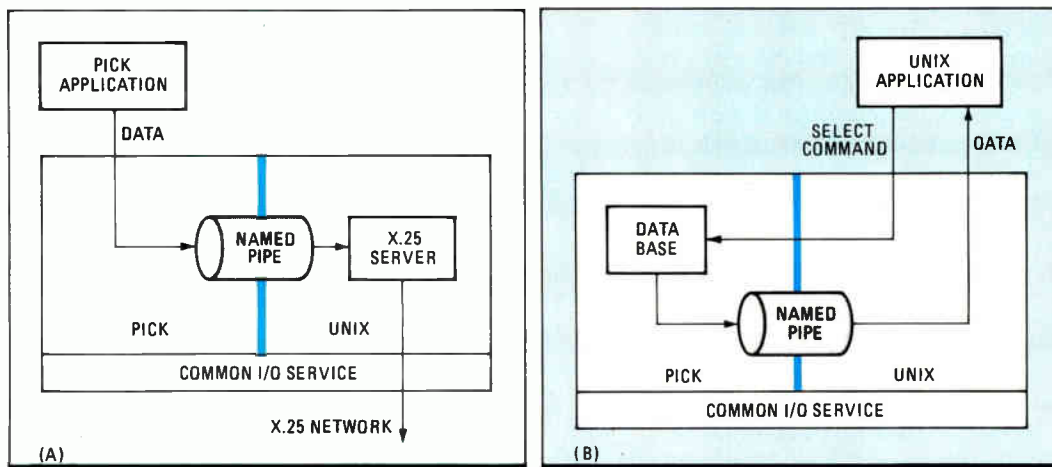 PICK
APPLICATION
DATA
NAMED
PIPE
X.25
SERVER
PICK
UNIX
COMMON I/O SERVICE
X.25 NETWORK
(A)
UNIX
APPLICATION
SELECT
COMMAND
DATA
DATA
BASE
NAMED
PIPE
PICK
UNIX
COMMON I/O SERVICE
(B)